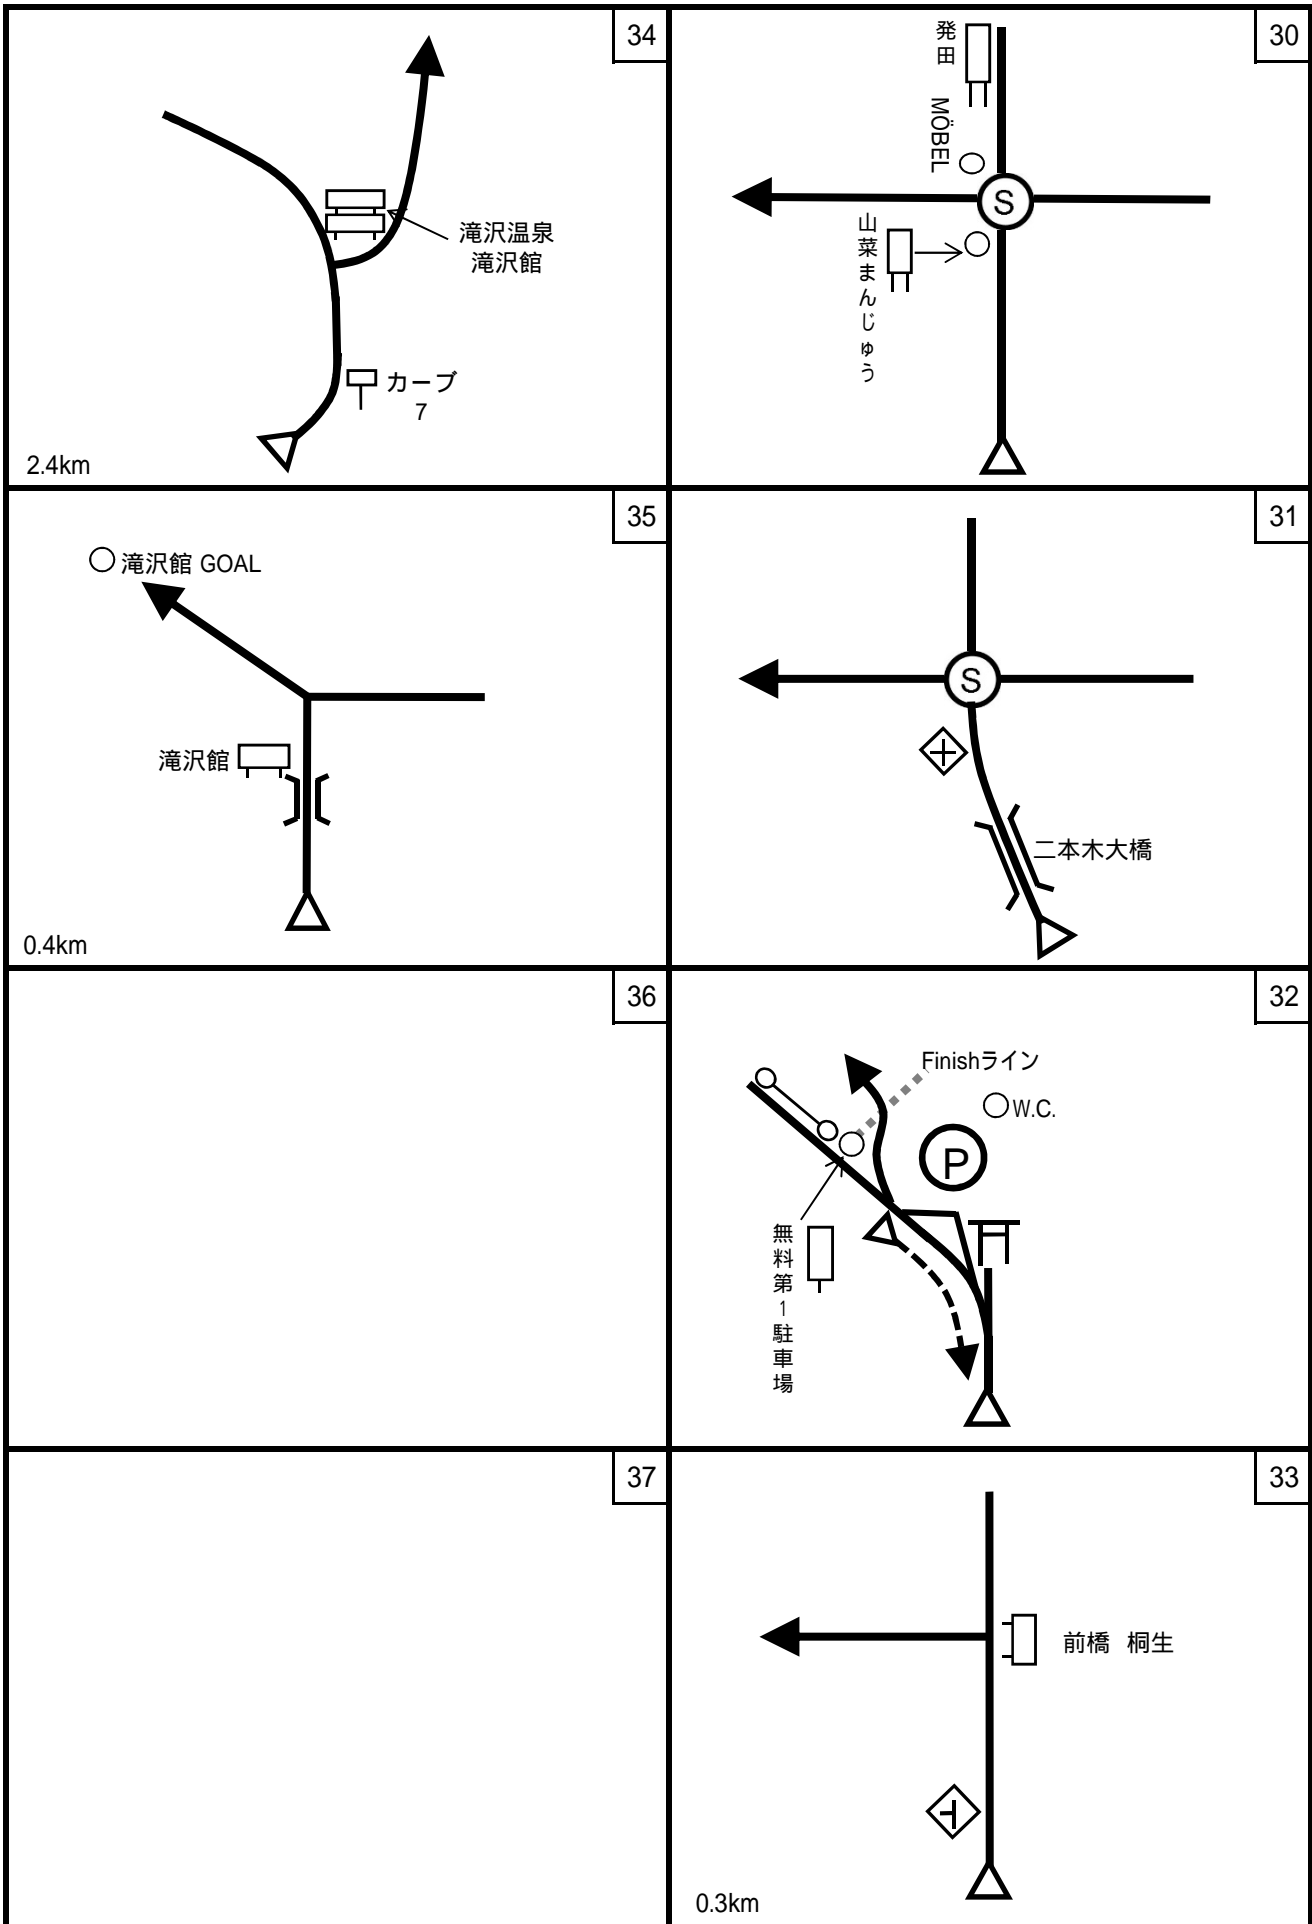 34
滝沢温泉
滝沢館
カーブ
7
2.4km
30
発田
MÖBEL
S
山菜まんじゅう
35
滝沢館 GOAL
滝沢館
0.4km
31
S
二本木大橋
36
32
Finishライン
W.C.
P
無料第1駐車場
37
33
前橋 桐生
0.3km